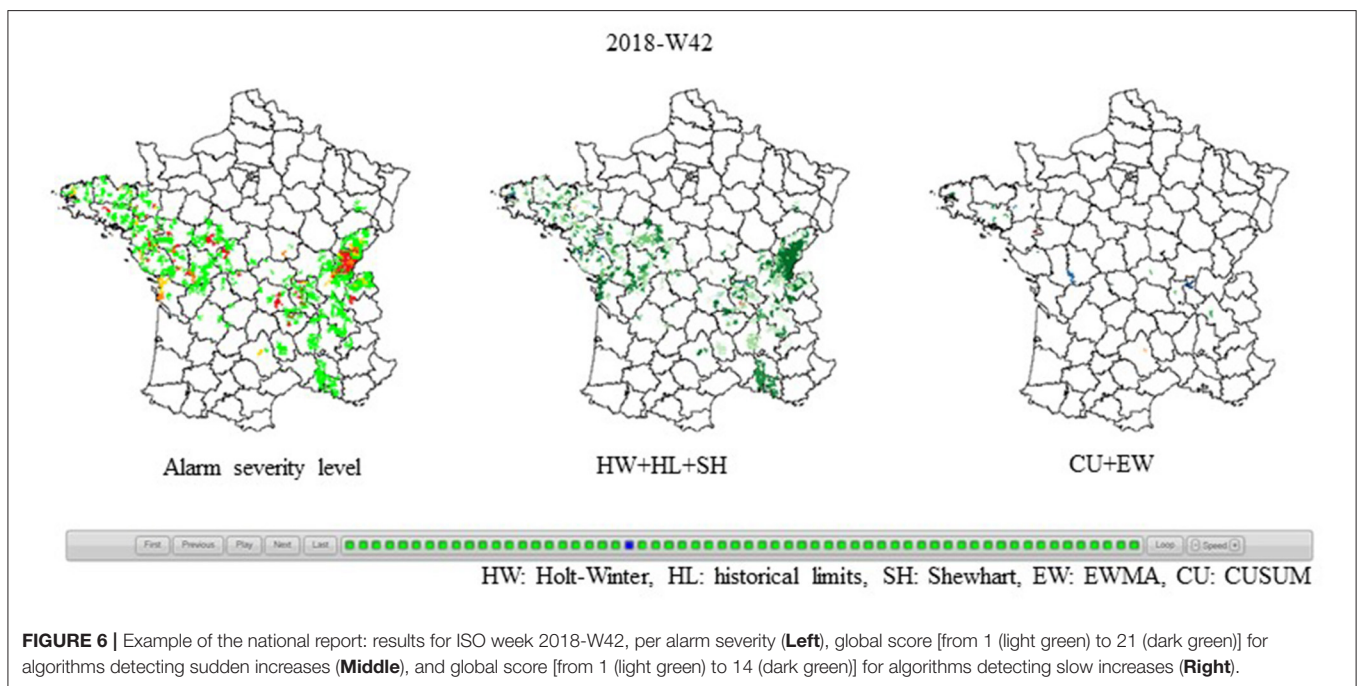 2018-W42
Alarm severity level
HW+HL+SH
CU+EW
First Previous Play Next Last Loop − Speed +
HW: Holt-Winter, HL: historical limits, SH: Shewhart, EW: EWMA, CU: CUSUM
FIGURE 6 | Example of the national report: results for ISO week 2018-W42, per alarm severity (Left), global score [from 1 (light green) to 21 (dark green)] for
algorithms detecting sudden increases (Middle), and global score [from 1 (light green) to 14 (dark green)] for algorithms detecting slow increases (Right).